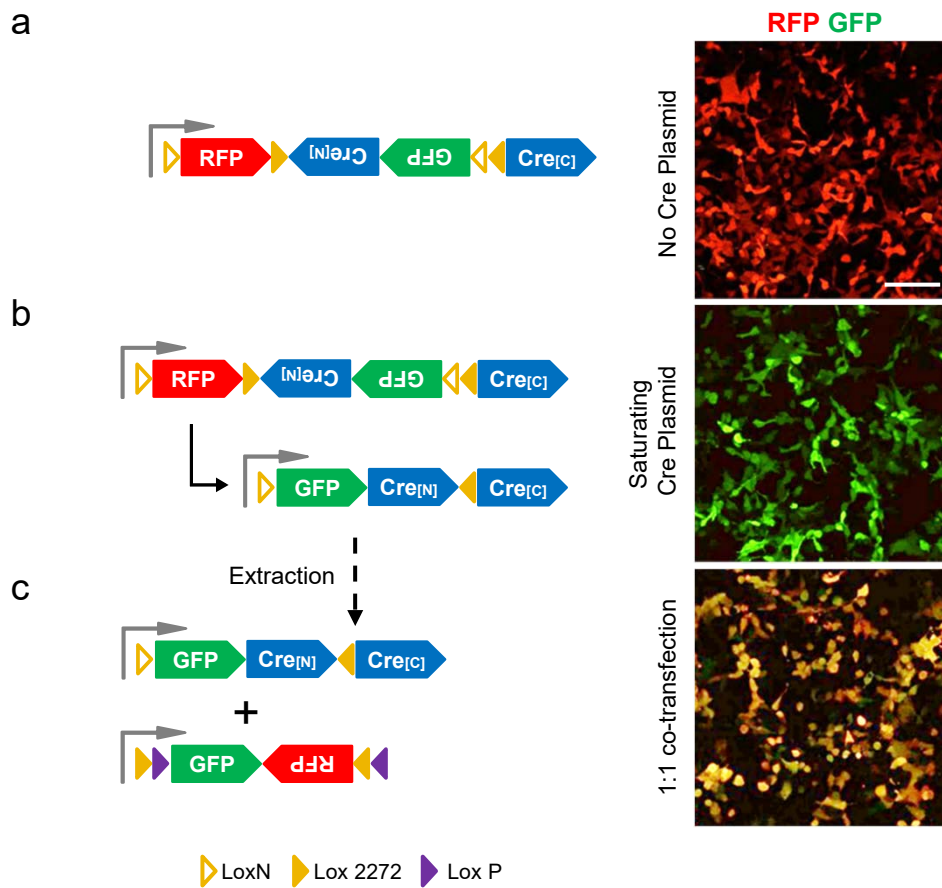 a
RFP GFP
RFP Cre[N] GFP Cre[C]
No Cre Plasmid
b
RFP Cre[N] GFP Cre[C]
GFP Cre[N] Cre[C]
Saturating
Cre Plasmid
Extraction
c
GFP Cre[N] Cre[C]
+
GFP RFP
1:1 co-transfection
LoxN Lox 2272 Lox P